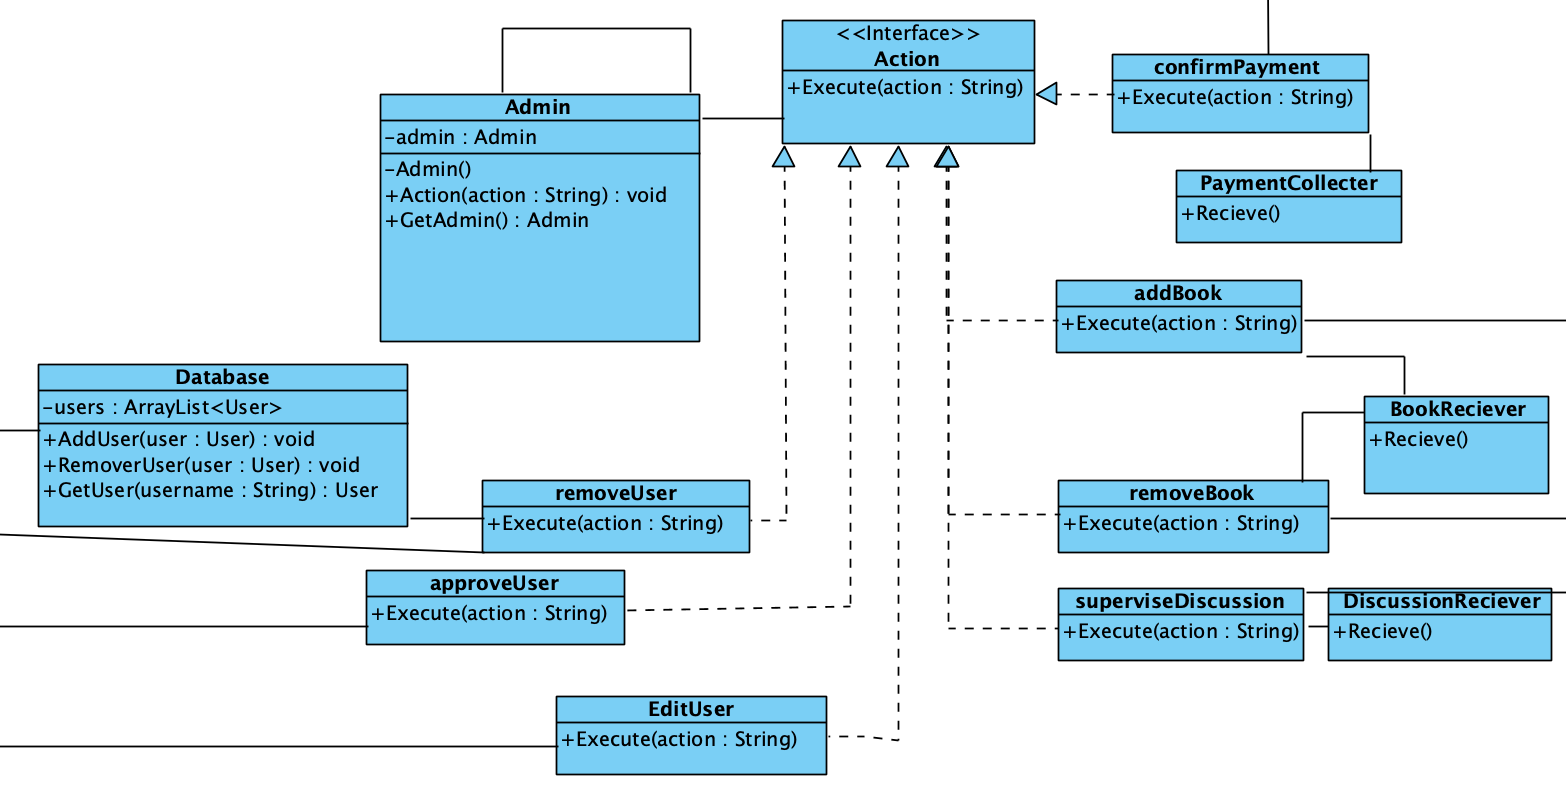 <<Interface>>
Action
+Execute(action : String)
confirmPayment
+Execute(action : String)
Admin
-admin : Admin
-Admin()
+Action(action : String) : void
+GetAdmin() : Admin
PaymentCollecter
+Recieve()
addBook
+Execute(action : String)
Database
-users : ArrayList<User>
+AddUser(user : User) : void
+RemoverUser(user : User) : void
+GetUser(username : String) : User
BookReciever
+Recieve()
removeUser
+Execute(action : String)
removeBook
+Execute(action : String)
approveUser
+Execute(action : String)
superviseDiscussion
+Execute(action : String)
DiscussionReciever
+Recieve()
EditUser
+Execute(action : String)